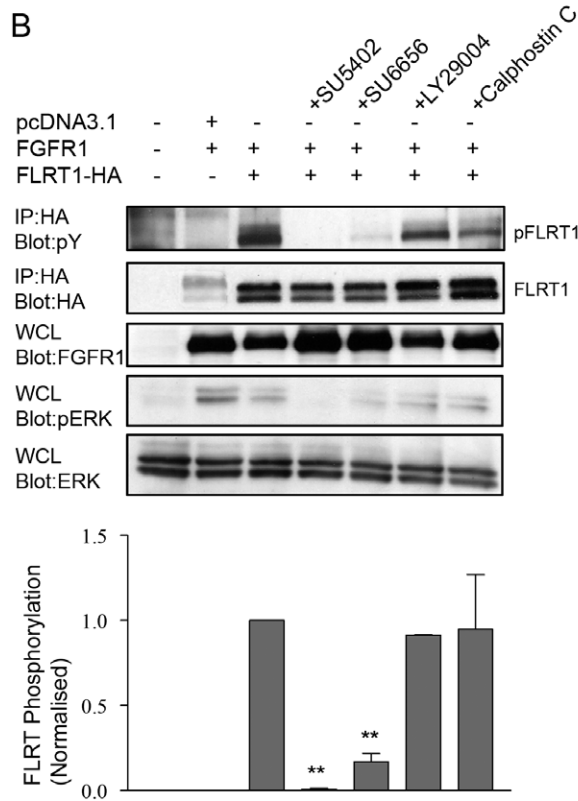 B
+SU5402
+SU6656
+LY29004
+Calphostin C
pcDNA3.1 - + - - - - -
FGFR1 - + + + + + +
FLRT1-HA - - + + + + +
IP:HA
Blot:pY
pFLRT1
IP:HA
Blot:HA
FLRT1
WCL
Blot:FGFR1
WCL
Blot:pERK
WCL
Blot:ERK
FLRT Phosphorylation
(Normalised)
1.5
1.0
0.5
0.0
**
**